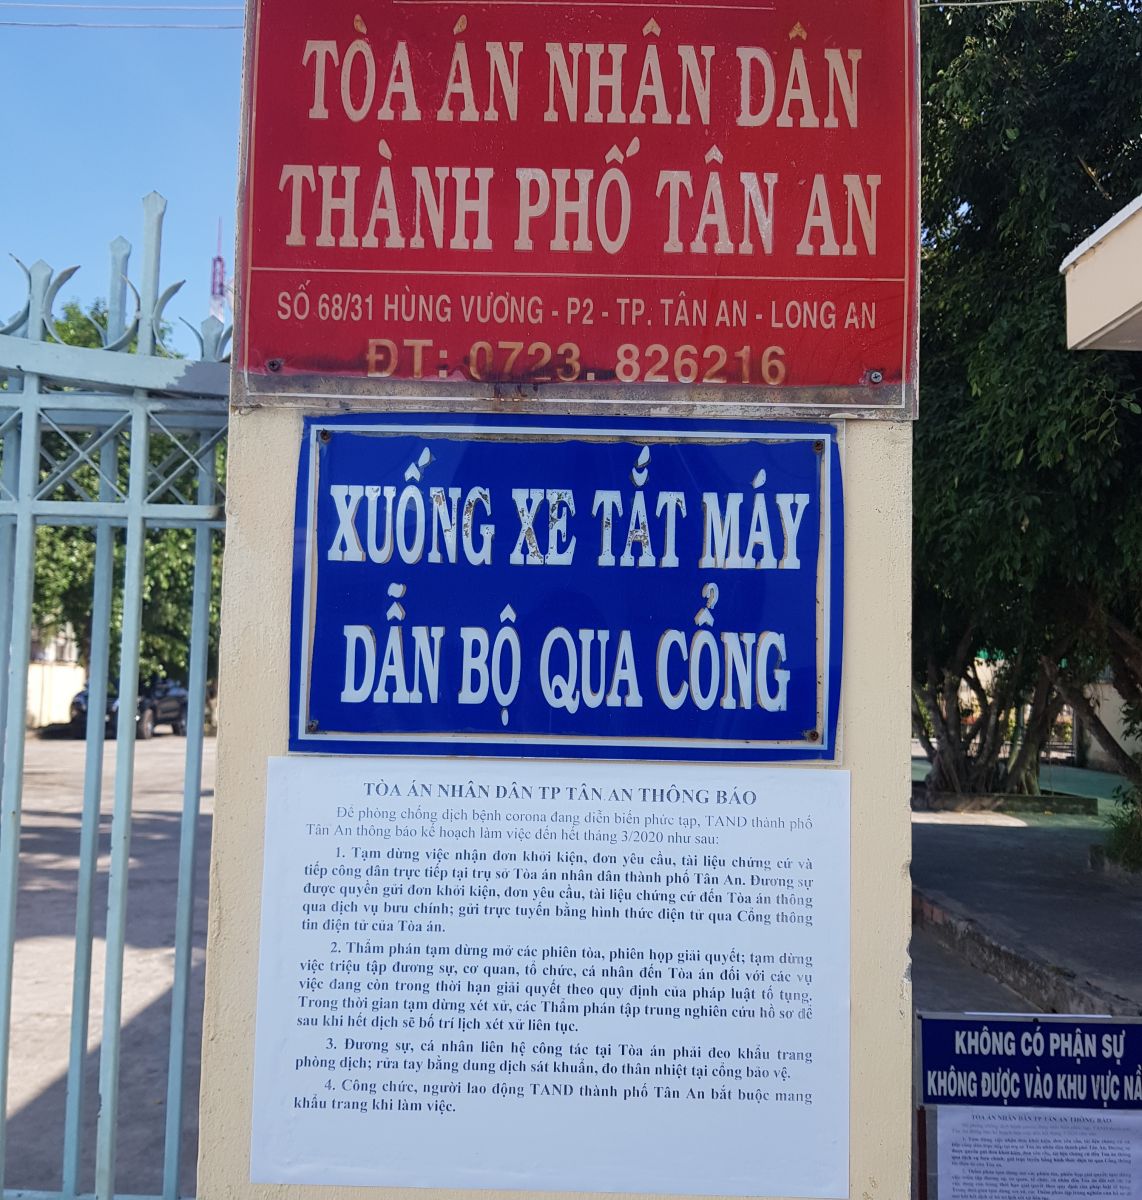 TÒA ÁN NHÂN DÂN
THÀNH PHỐ TÂN AN
SỐ 68/31 HÙNG VƯƠNG - P2 - TP. TÂN AN - LONG AN
ĐT: 0723. 826216
XUỐNG XE TẮT MÁY
DẪN BỘ QUA CỔNG
TÒA ÁN NHÂN DÂN TP TÂN AN THÔNG BÁO
Để phòng chống dịch bệnh corona đang diễn biến phức tạp, TAND thành phố
Tân An thông báo kế hoạch làm việc đến hết tháng 3/2020 như sau:
1. Tạm dừng việc nhận đơn khởi kiện, đơn yêu cầu, tài liệu chứng cứ và
tiếp công dân trực tiếp tại trụ sở Tòa án nhân dân thành phố Tân An. Đương sự
được quyền gửi đơn khởi kiện, đơn yêu cầu, tài liệu chứng cứ đến Tòa án thông
qua dịch vụ bưu chính; gửi trực tuyến bằng hình thức điện tử qua Cổng thông
tin điện tử của Tòa án.
2. Thẩm phán tạm dừng mở các phiên tòa, phiên họp giải quyết; tạm dừng
việc triệu tập đương sự, cơ quan, tổ chức, cá nhân đến Tòa án đối với các vụ
việc đang còn trong thời hạn giải quyết theo quy định của pháp luật tố tụng.
Trong thời gian tạm dừng xét xử, các Thẩm phán tập trung nghiên cứu hồ sơ để
sau khi hết dịch sẽ bố trí lịch xét xử liên tục.
3. Đương sự, cá nhân liên hệ công tác tại Tòa án phải đeo khẩu trang
phòng dịch; rửa tay bằng dung dịch sát khuẩn, đo thân nhiệt tại cổng bảo vệ.
4. Công chức, người lao động TAND thành phố Tân An bắt buộc mang
khẩu trang khi làm việc.
KHÔNG CÓ PHẬN SỰ
KHÔNG ĐƯỢC VÀO KHU VỰC
TÒA ÁN NHÂN DÂN TP TÂN AN THÔNG BÁO